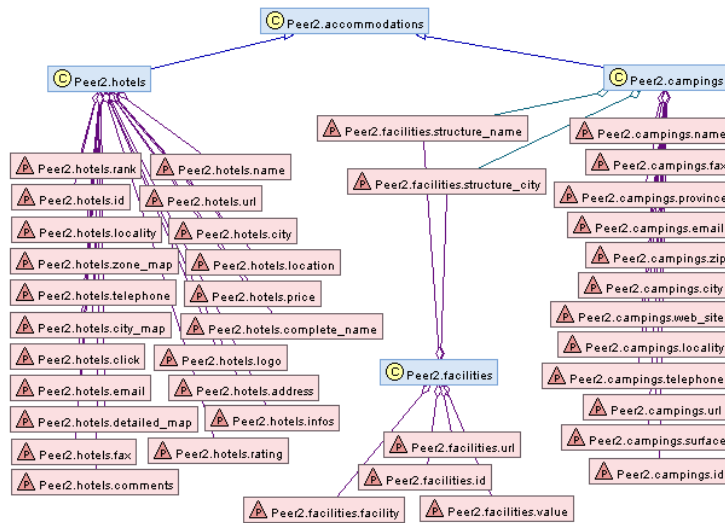 C Peer2.accommodations
C Peer2.hotels
C Peer2.campings
P Peer2.facilities.structure_name
P Peer2.facilities.structure_city
P Peer2.hotels.rank
P Peer2.hotels.name
P Peer2.hotels.id
P Peer2.hotels.url
P Peer2.hotels.locality
P Peer2.hotels.city
P Peer2.hotels.zone_map
P Peer2.hotels.location
P Peer2.hotels.telephone
P Peer2.hotels.price
P Peer2.hotels.city_map
P Peer2.hotels.complete_name
P Peer2.hotels.click
P Peer2.hotels.logo
P Peer2.hotels.email
P Peer2.hotels.address
P Peer2.hotels.detailed_map
P Peer2.hotels.infos
P Peer2.hotels.fax
P Peer2.hotels.rating
P Peer2.hotels.comments
C Peer2.facilities
P Peer2.facilities.url
P Peer2.facilities.id
P Peer2.facilities.facility
P Peer2.facilities.value
P Peer2.campings.name
P Peer2.campings.fax
P Peer2.campings.province
P Peer2.campings.email
P Peer2.campings.zip
P Peer2.campings.city
P Peer2.campings.web_site
P Peer2.campings.locality
P Peer2.campings.telephone
P Peer2.campings.url
P Peer2.campings.surface
P Peer2.campings.id